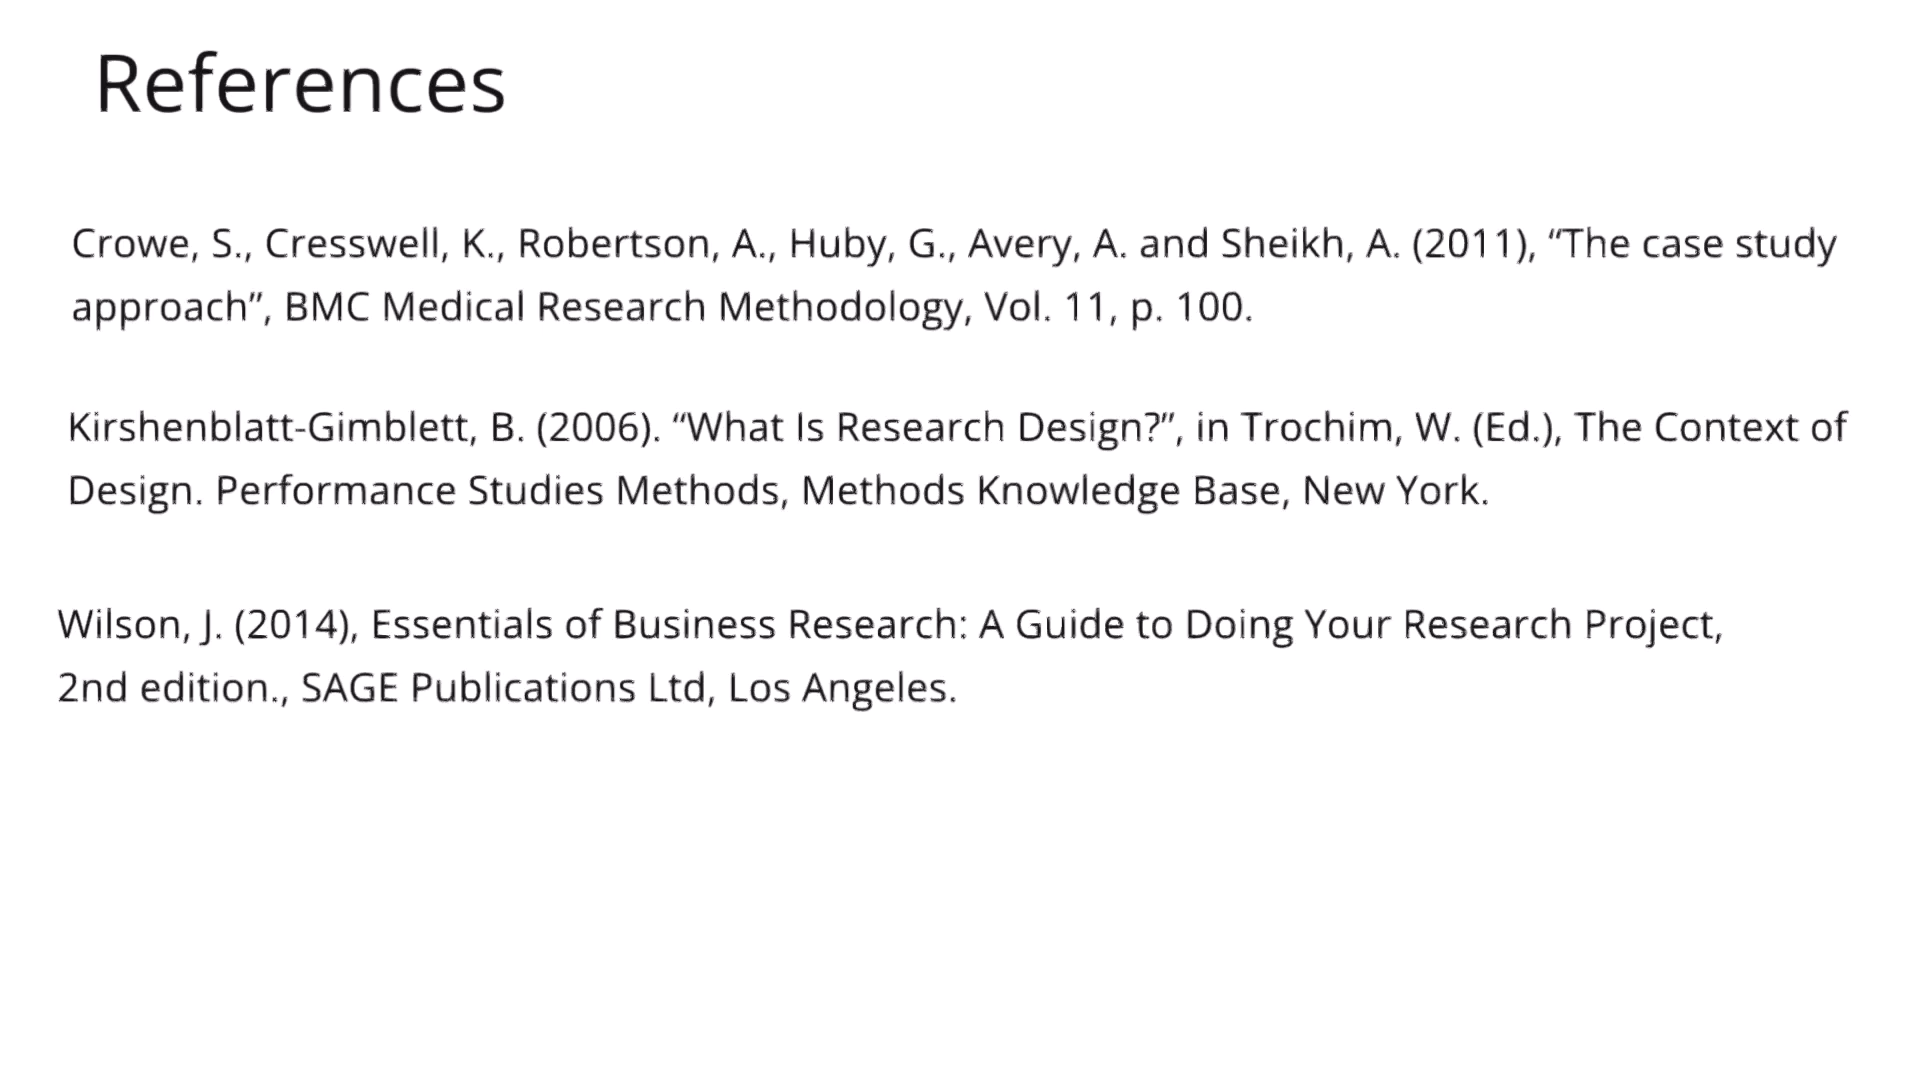 References
Crowe, S., Cresswell, K., Robertson, A., Huby, G., Avery, A. and Sheikh, A. (2011), “The case study
approach”, BMC Medical Research Methodology, Vol. 11, p. 100.
Kirshenblatt-Gimblett, B. (2006). “What Is Research Design?”, in Trochim, W. (Ed.), The Context of
Design. Performance Studies Methods, Methods Knowledge Base, New York.
Wilson, J. (2014), Essentials of Business Research: A Guide to Doing Your Research Project,
2nd edition., SAGE Publications Ltd, Los Angeles.